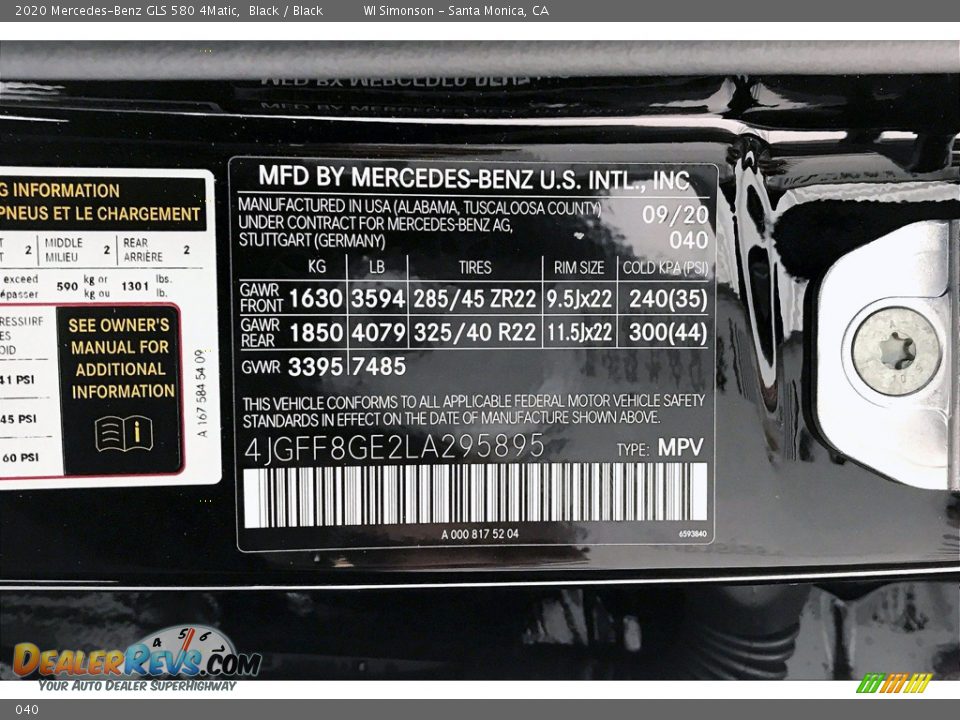 2020 Mercedes-Benz GLS 580 4Matic, Black / Black WI Simonson - Santa Monica, CA
G INFORMATION
PNEUS ET LE CHARGEMENT
2 MIDDLE MILIEU 2 REAR ARRIÈRE 2
exceed 590 kg or 1301 lbs.
kg ou lb.
SEE OWNER'S
MANUAL FOR
ADDITIONAL
INFORMATION
41 PSI
45 PSI
60 PSI
A 167 584 54 09
MFD BY MERCEDES-BENZ U.S. INTL., INC
MANUFACTURED IN USA (ALABAMA, TUSCALOOSA COUNTY) 09/20
UNDER CONTRACT FOR MERCEDES-BENZ AG,
STUTTGART (GERMANY) 040
KG LB TIRES RIM SIZE COLD KPA (PSI)
GAWR FRONT 1630 3594 285/45 ZR22 9.5Jx22 240(35)
GAWR REAR 1850 4079 325/40 R22 11.5Jx22 300(44)
GVWR 3395 7485
THIS VEHICLE CONFORMS TO ALL APPLICABLE FEDERAL MOTOR VEHICLE SAFETY
STANDARDS IN EFFECT ON THE DATE OF MANUFACTURE SHOWN ABOVE.
4JGFF8GE2LA295895 TYPE: MPV
A 000 817 52 04 6593840
4 5 6
DealerRevs.com
Your Auto Dealer SuperHighway
040